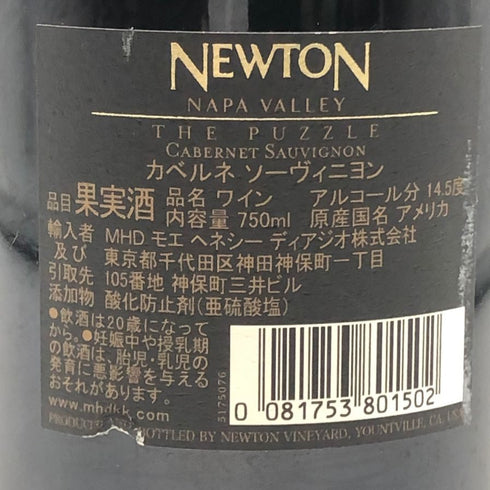 NEWTON
NAPA VALLEY
THE PUZZLE
CABERNET SAUVIGNON
カベルネ ソーヴィニヨン
品目 果実酒 品名 ワイン アルコール分 14.5度
内容量 750ml 原産国名 アメリカ
輸入者 MHD モエ ヘネシー ディアジオ株式会社
及び 東京都千代田区神田神保町一丁目
引取先 105番地 神保町三井ビル
添加物 酸化防止剤(亜硫酸塩)
●飲酒は20歳になって
から。●妊娠中や授乳期
の飲酒は、胎児・乳児の
発育に悪影響を与える
おそれがあります。
www.mhdkk.com
5175076
0 081753 801502
PRODUCED BOTTLED BY NEWTON VINEYARD, YOUNTVILLE, CA, U